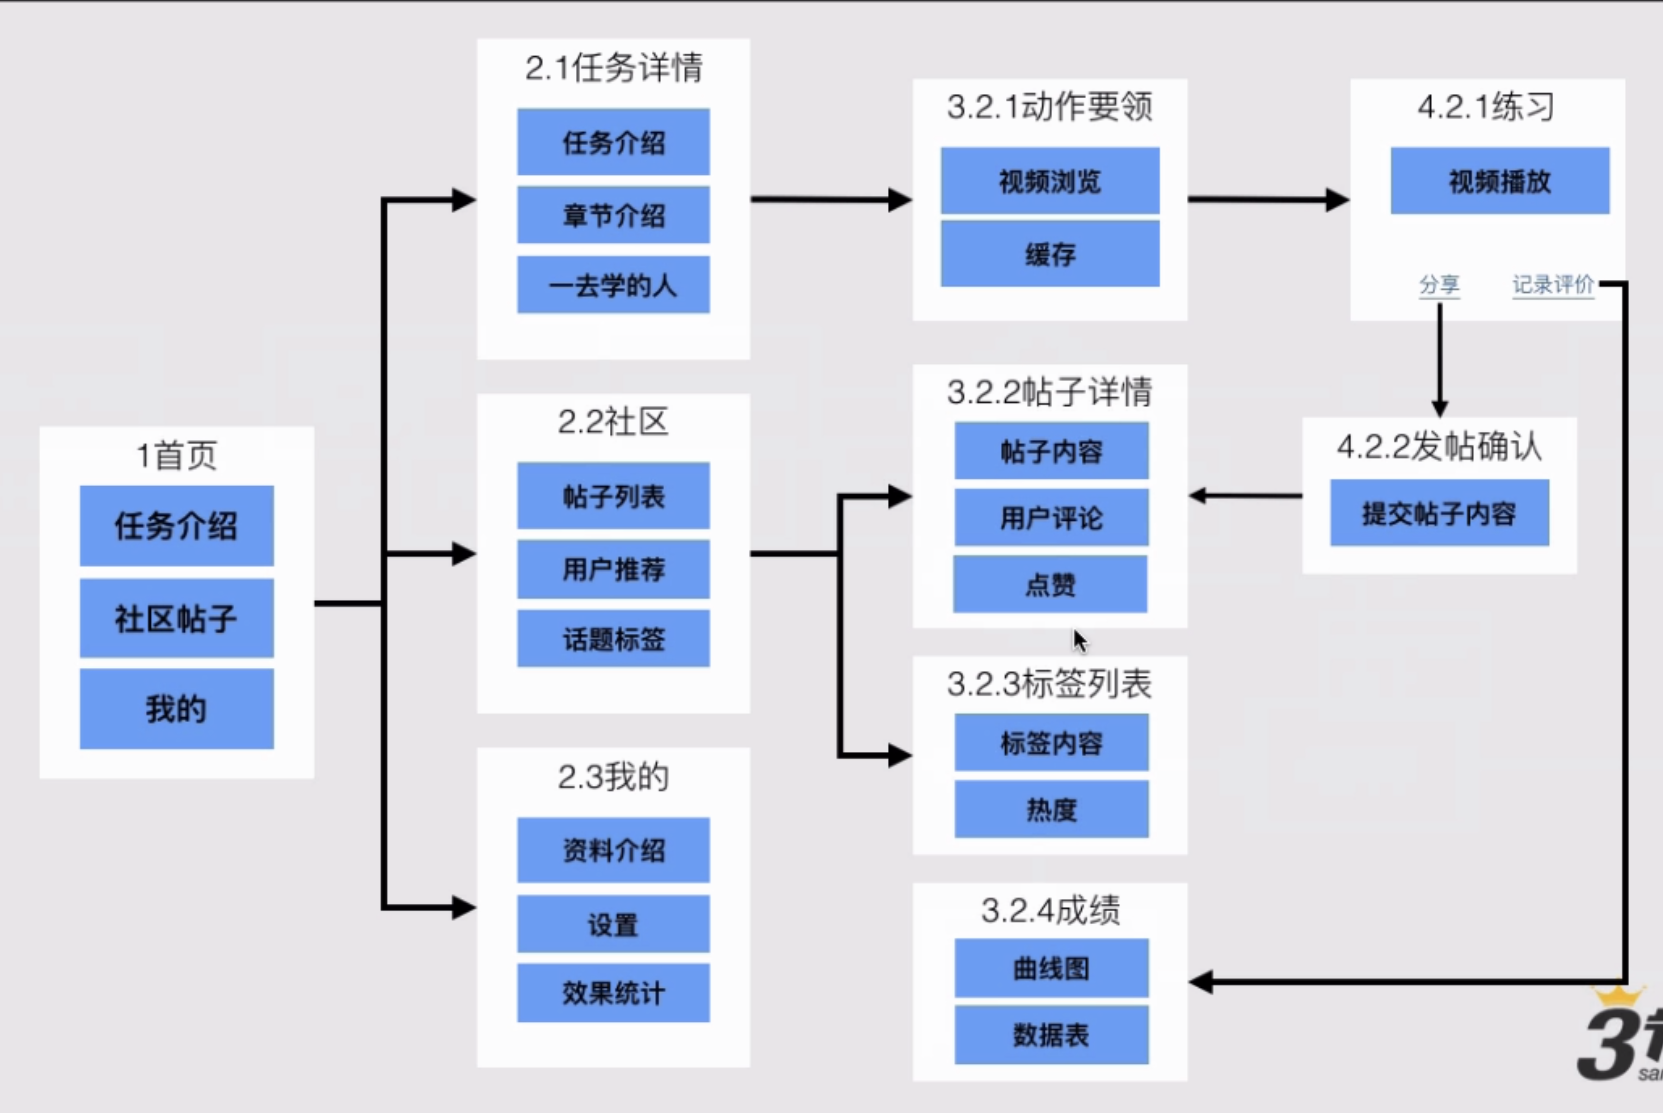 1首页
任务介绍
社区帖子
我的
2.1任务详情
任务介绍
章节介绍
一去学的人
2.2社区
帖子列表
用户推荐
话题标签
2.3我的
资料介绍
设置
效果统计
3.2.1动作要领
视频浏览
缓存
3.2.2帖子详情
帖子内容
用户评论
点赞
3.2.3标签列表
标签内容
热度
3.2.4成绩
曲线图
数据表
4.2.1练习
视频播放
分享 记录评价
4.2.2发帖确认
提交帖子内容
3